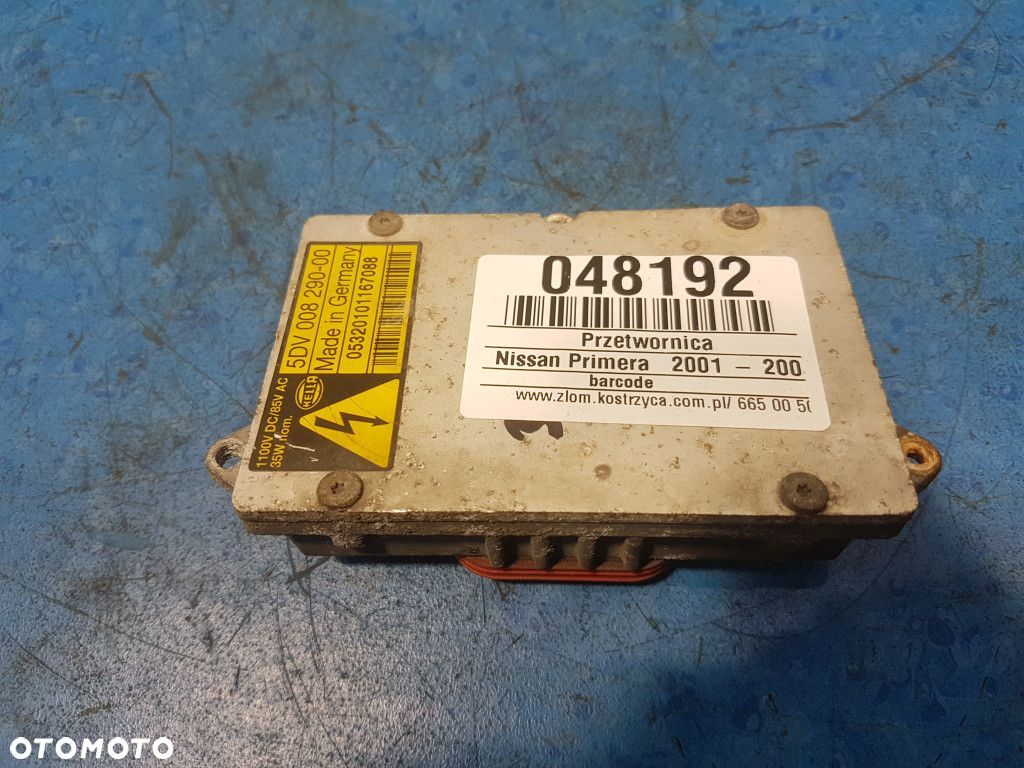 5DV 008 290-00
Made in Germany
05320101167088
1100V DC/85V AC
35W nom.
HELLA
048192
Przetwornica
Nissan Primera 2001 - 200
barcode
www.zlom.kostrzyca.com.pl/ 665 00 5
OTOMOTO